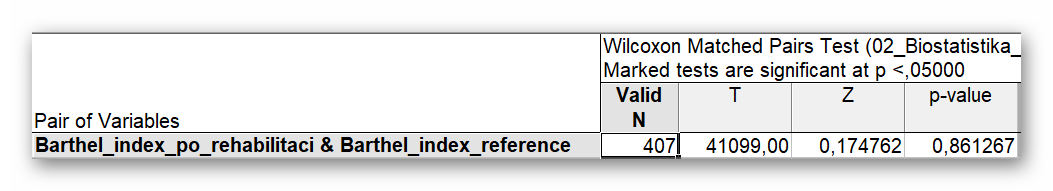 Wilcoxon Matched Pairs Test (02_Biostatistika_
Marked tests are significant at p <,05000
Pair of Variables Valid N T Z p-value
Barthel_index_po_rehabilitaci & Barthel_index_reference 407 41099,00 0,174762 0,861267